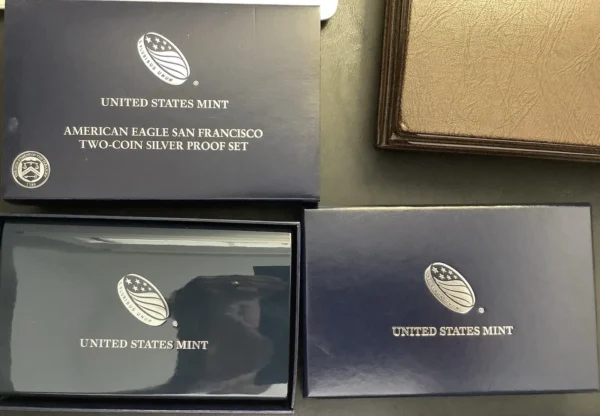 UNITED STATES MINT
AMERICAN EAGLE SAN FRANCISCO
TWO-COIN SILVER PROOF SET
UNITED STATES MINT
UNITED STATES MINT